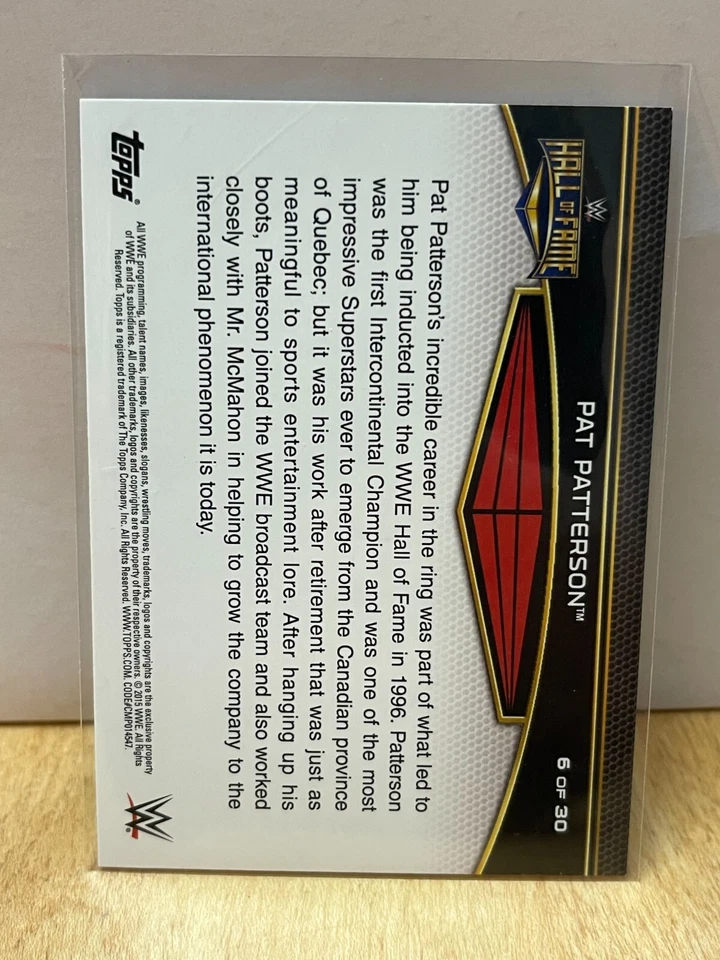 W
HALL OF FAME
PAT PATTERSON™
6 OF 30
Pat Patterson's incredible career in the ring was part of what led to
him being inducted into the WWE Hall of Fame in 1996. Patterson
was the first Intercontinental Champion and was one of the most
impressive Superstars ever to emerge from the Canadian province
of Quebec; but it was his work after retirement that was just as
meaningful to sports entertainment lore. After hanging up his
boots, Patterson joined the WWE broadcast team and also worked
closely with Mr. McMahon in helping to grow the company to the
international phenomenon it is today.
topps®
All WWE programming, talent names, images, likenesses, slogans, wrestling moves, trademarks, logos and copyrights are the exclusive property
of WWE and its subsidiaries. All other trademarks, logos and copyrights are the property of their respective owners. © 2015 WWE. All Rights
Reserved. Topps is a registered trademark of The Topps Company, Inc. All Rights Reserved. WWW.TOPPS.COM. CODE#CMP014547.
W